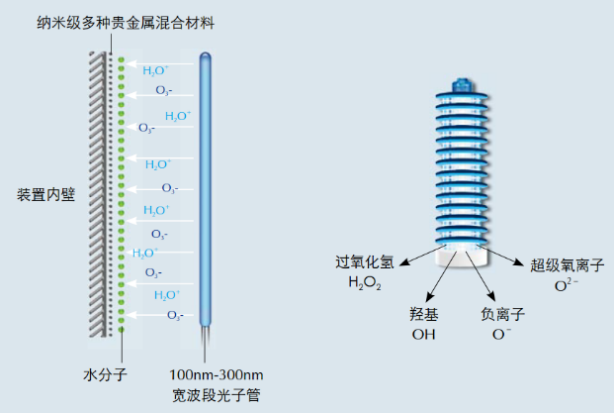 纳米级多种贵金属混合材料
H₂O⁺
O₃-
H₂O⁺
O₃-
H₂O⁺
O₃-
H₂O⁺
O₃-
H₂O⁺
O₃-
H₂O⁺
O₃-
装置内壁
水分子
100nm-300nm
宽波段光子管
过氧化氢
H₂O₂
羟基
OH
负离子
O⁻
超级氧离子
O²⁻